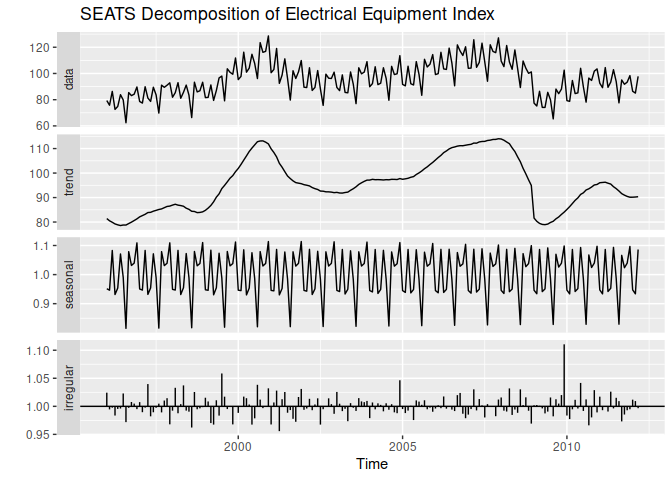 SEATS Decomposition of Electrical Equipment Index
120
100
80
60
data
110
100
90
80
trend
1.1
1.0
0.9
seasonal
1.10
1.05
1.00
0.95
irregular
2000 2005 2010
Time